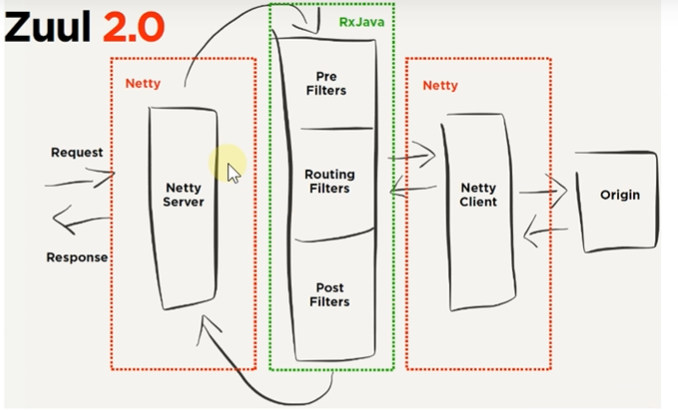 Zuul 2.0
RxJava
Netty
Pre
Filters
Netty
Request
Routing
Filters
Netty
Server
Netty
Client
Origin
Response
Post
Filters